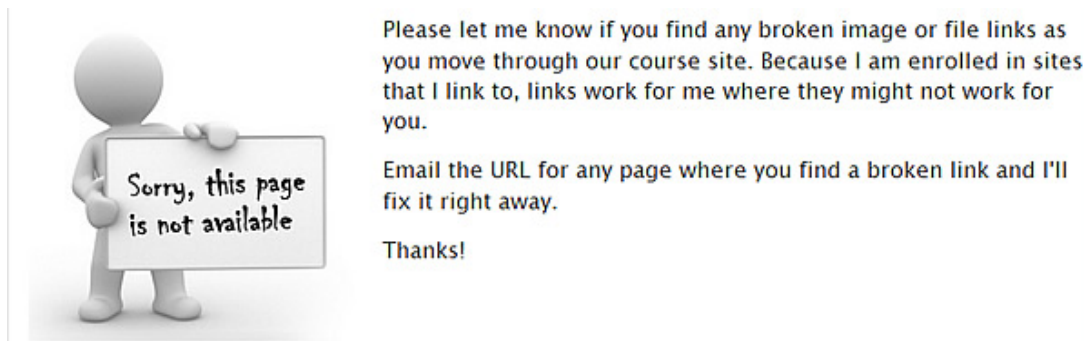 Please let me know if you find any broken image or file links as
you move through our course site. Because I am enrolled in sites
that I link to, links work for me where they might not work for
you.
Email the URL for any page where you find a broken link and I'll
fix it right away.
Thanks!
Sorry, this page
is not available